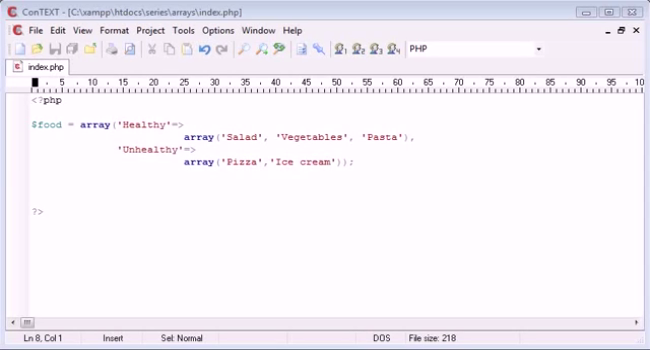 ConTEXT - [C:\xampp\htdocs\series\arrays\index.php]
File Edit View Format Project Tools Options Window Help
PHP
index.php
5 10 15 20 25 30 35 40 45 50 55 60 65 70 75 80 85 90 95 10
<?php
$food = array('Healthy'=>
array('Salad', 'Vegetables', 'Pasta'),
'Unhealthy'=>
array('Pizza','Ice cream'));
?>
Ln 8, Col 1 Insert Sel: Normal DOS File size: 218